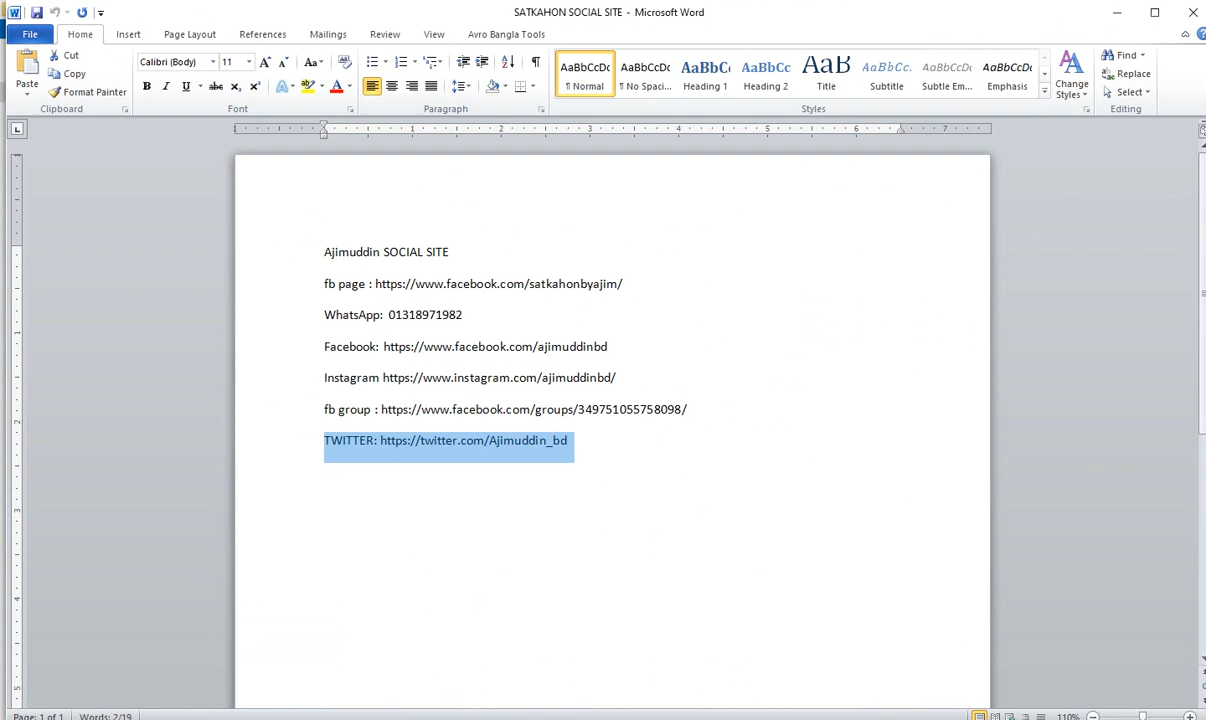 SATKAHON SOCIAL SITE - Microsoft Word
File Home Insert Page Layout References Mailings Review View Avro Bangla Tools
Paste
Cut
Copy
Format Painter
Clipboard
Calibri (Body) 11
Font
Paragraph
AaBbCcDc AaBbCcDc AaBbC AaBbCc AaB AaBbCc. AaBbCcDc AaBbCcDc
¶ Normal ¶ No Spaci... Heading 1 Heading 2 Title Subtitle Subtle Em... Emphasis
Change Styles
Styles
Find
Replace
Select
Editing
Ajimuddin SOCIAL SITE
fb page : https://www.facebook.com/satkahonbyajim/
WhatsApp: 01318971982
Facebook: https://www.facebook.com/ajimuddinbd
Instagram https://www.instagram.com/ajimuddinbd/
fb group : https://www.facebook.com/groups/349751055758098/
TWITTER: https://twitter.com/Ajimuddin_bd
Page: 1 of 1 Words: 2/19 110%